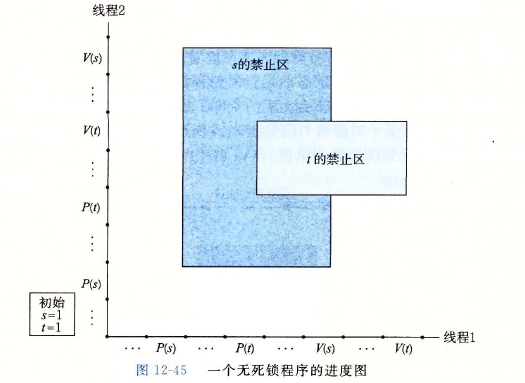 线程2
V(s)
⋮
s的禁止区
V(t)
⋮
t的禁止区
P(t)
⋮
P(s)
⋮
初始
s=1
t=1
线程1
… P(s) … P(t) … V(s) … V(t)
图 12-45 一个无死锁程序的进度图